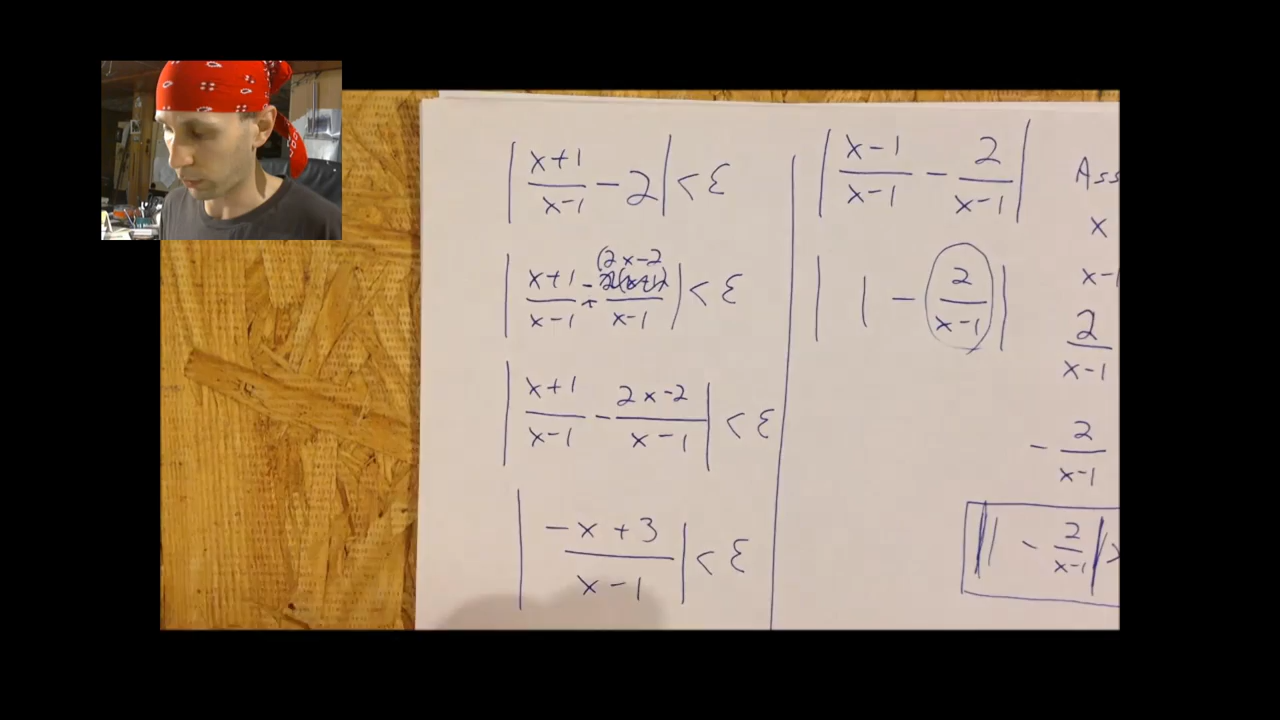 | (x+1)/(x-1) - 2 | < ε
(2x-2
| (x+1)/(x-1) - /(x-1) | < ε
| (x+1)/(x-1) - (2x-2)/(x-1) | < ε
| (-x+3)/(x-1) | < ε
| (x-1)/(x-1) - 2/(x-1) |
| 1 - 2/(x-1) |
Ass
x
x-1
2/(x-1)
- 2/(x-1)
| 1 - 2/(x-1) | >